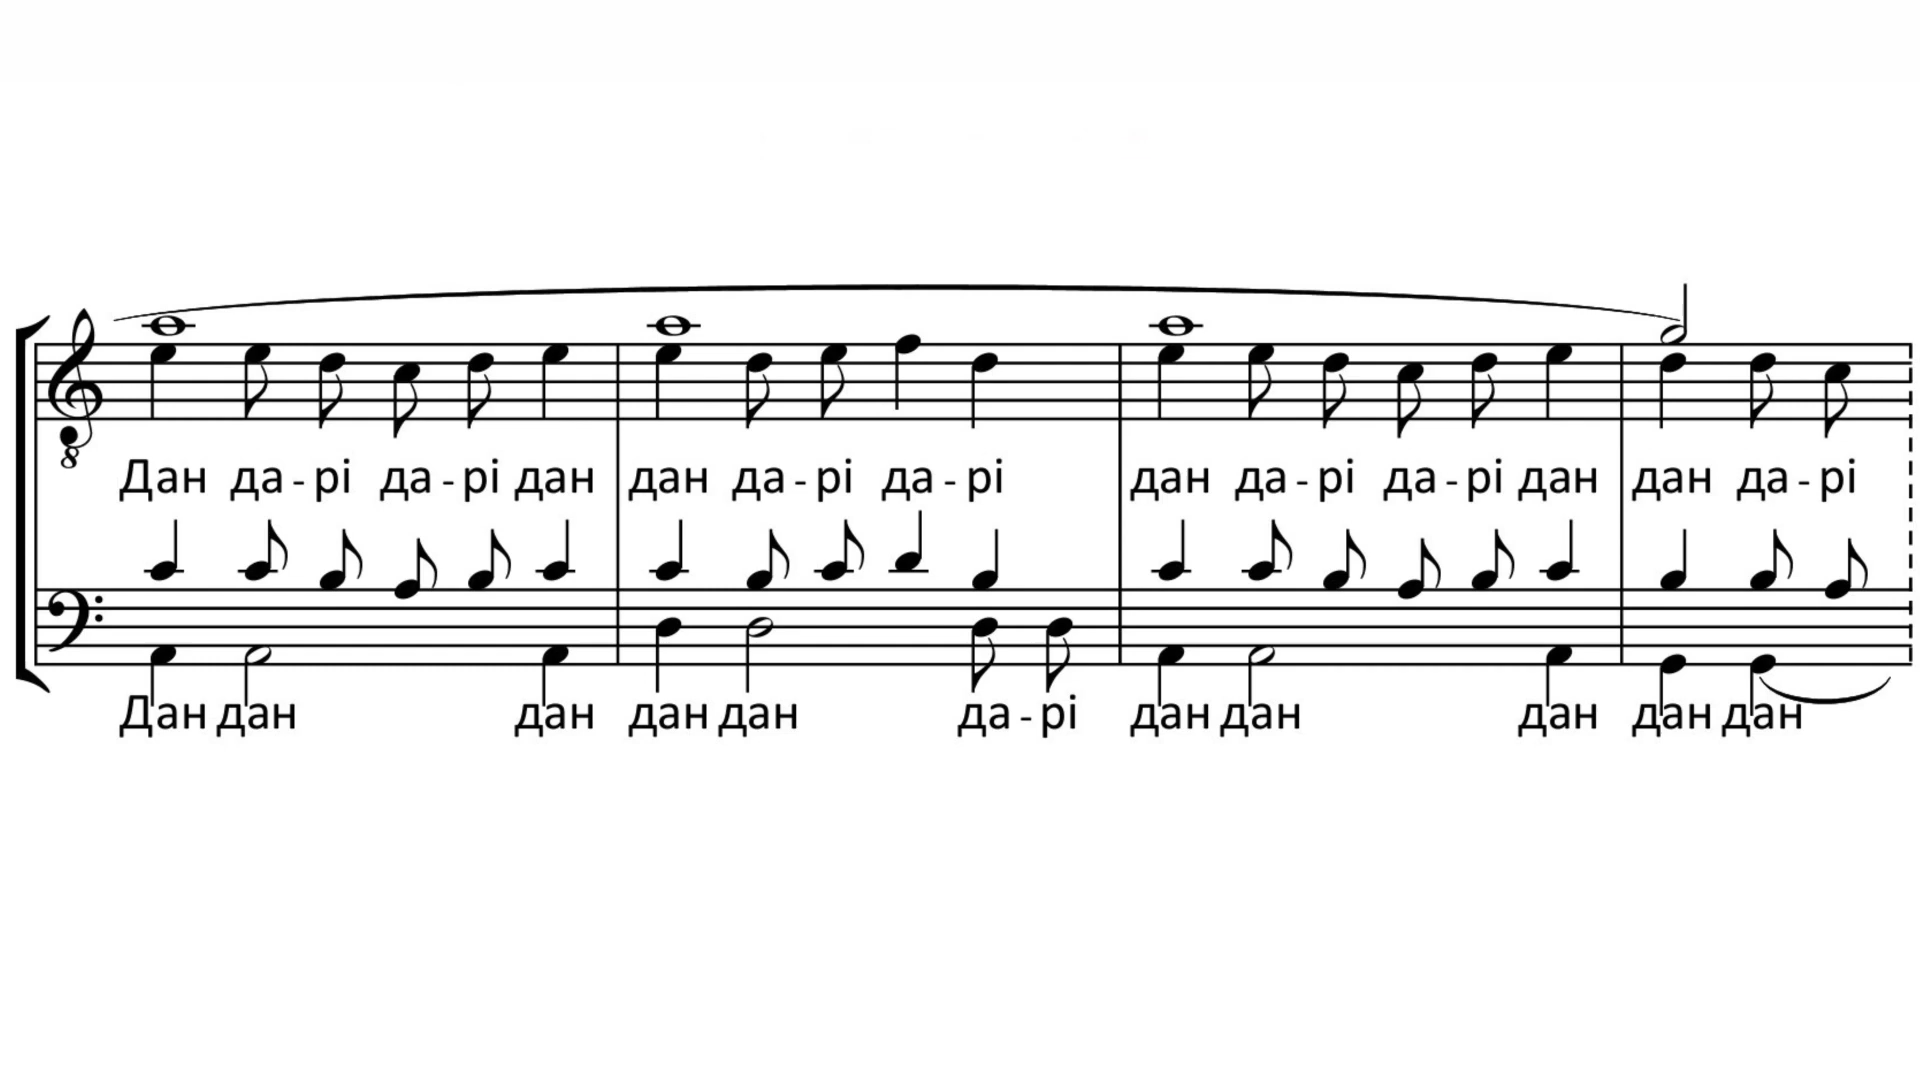 8
Дан да - рі да - рі дан дан да - рі да - рі дан да - рі да - рі дан дан да - рі
Дан дан дан дан дан да - рі дан дан дан дан дан